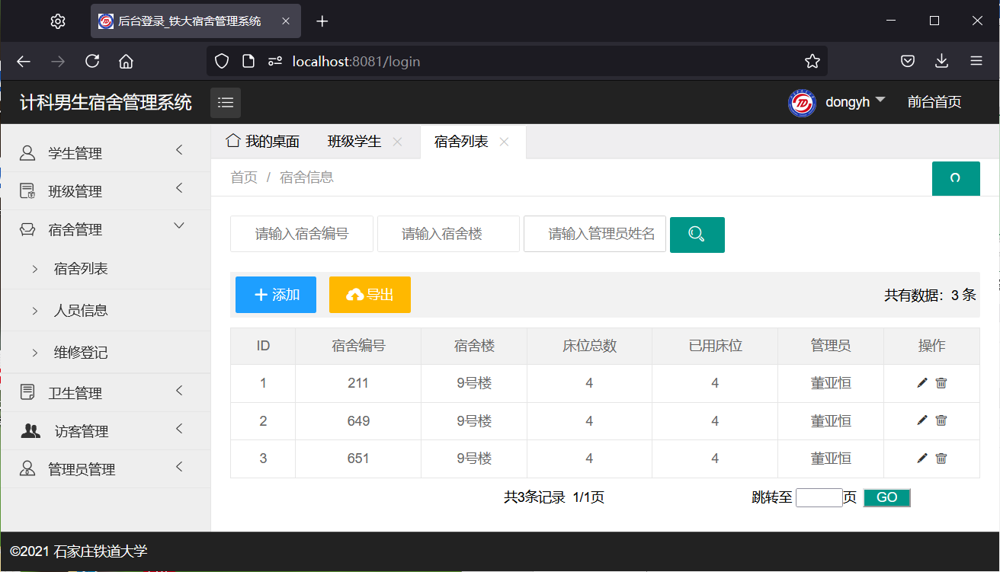 后台登录_铁大宿舍管理系统
localhost:8081/login
计科男生宿舍管理系统
dongyh
前台首页
学生管理
班级管理
宿舍管理
宿舍列表
人员信息
维修登记
卫生管理
访客管理
管理员管理
我的桌面 班级学生 宿舍列表
首页 / 宿舍信息
请输入宿舍编号 请输入宿舍楼 请输入管理员姓名
添加 导出 共有数据：3 条
ID 宿舍编号 宿舍楼 床位总数 已用床位 管理员 操作
1 211 9号楼 4 4 董亚恒
2 649 9号楼 4 4 董亚恒
3 651 9号楼 4 4 董亚恒
共3条记录 1/1页 跳转至 页 GO
©2021 石家庄铁道大学